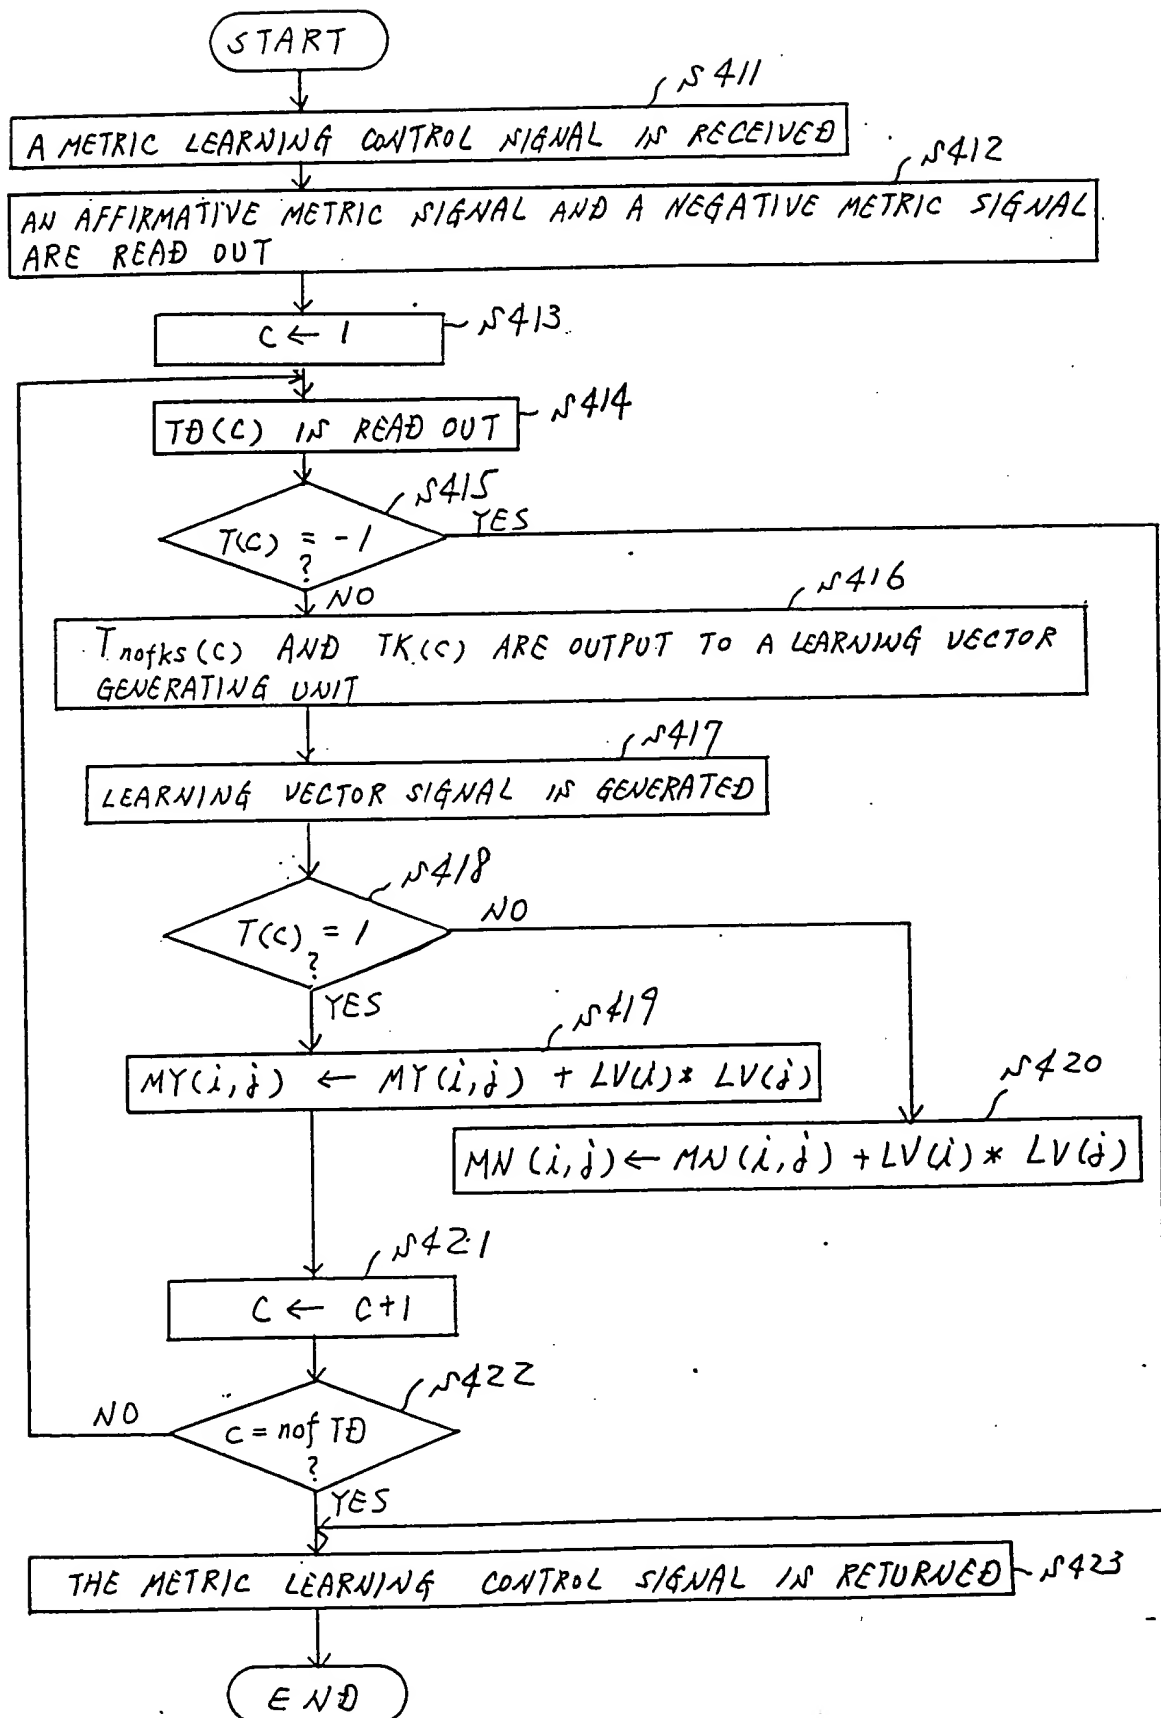 START
S411
A METRIC LEARNING CONTROL SIGNAL IS RECEIVED
S412
AN AFFIRMATIVE METRIC SIGNAL AND A NEGATIVE METRIC SIGNAL
ARE READ OUT
C ← 1
S413
TD(C) IS READ OUT
S414
S415
T(C) = -1
?
YES
NO
S416
Tnofks(C) AND TK(C) ARE OUTPUT TO A LEARNING VECTOR
GENERATING UNIT
S417
LEARNING VECTOR SIGNAL IS GENERATED
S418
T(C) = 1
?
NO
YES
S419
MY(i,j) ← MY(i,j) + LV(i)* LV(j)
S420
MN(i,j) ← MN(i,j) + LV(i)* LV(j)
S421
C ← C+1
S422
C = nof TD
?
NO
YES
THE METRIC LEARNING CONTROL SIGNAL IS RETURNED
S423
END